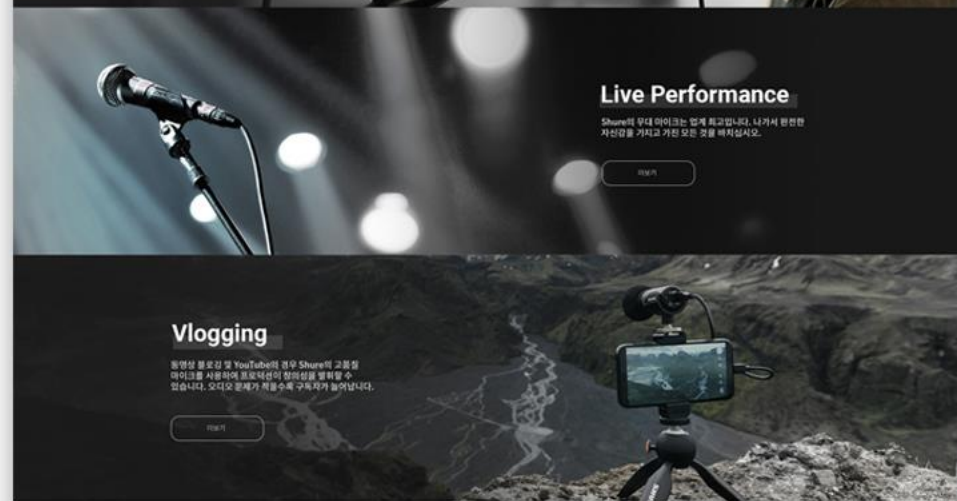 Live Performance
Shure의 무대 마이크는 업계 최고입니다. 나가서 완전한
자신감을 가지고 가진 모든 것을 바치십시오.
더보기
Vlogging
동영상 블로깅 및 YouTube의 경우 Shure의 고품질
마이크를 사용하여 프로덕션이 창의성을 발휘할 수
있습니다. 오디오 문제가 적을수록 구독자가 늘어납니다.
더보기